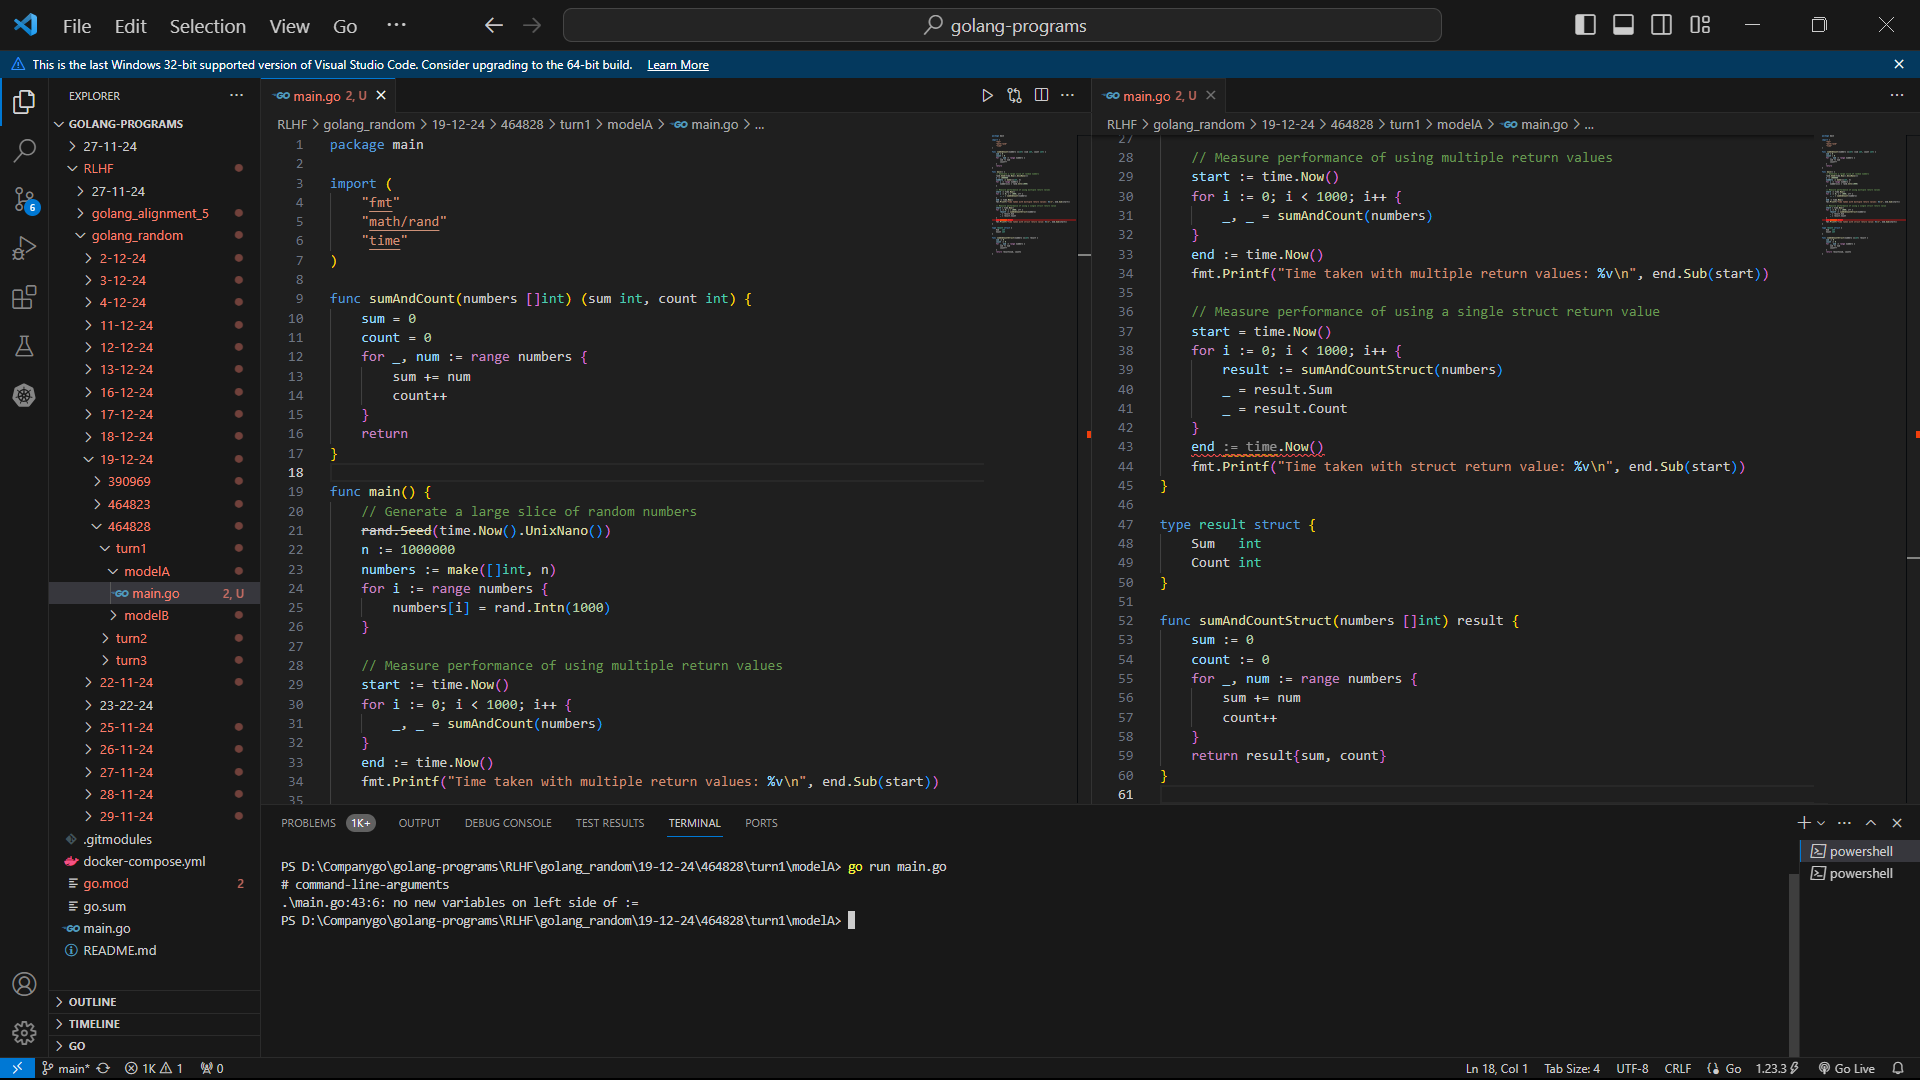 File Edit Selection View Go ···
golang-programs
This is the last Windows 32-bit supported version of Visual Studio Code. Consider upgrading to the 64-bit build. Learn More
EXPLORER
GOLANG-PROGRAMS
27-11-24
RLHF
27-11-24
golang_alignment_5
golang_random
2-12-24
3-12-24
4-12-24
11-12-24
12-12-24
13-12-24
16-12-24
17-12-24
18-12-24
19-12-24
390969
464823
464828
turn1
modelA
main.go 2, U
modelB
turn2
turn3
22-11-24
23-22-24
25-11-24
26-11-24
27-11-24
28-11-24
29-11-24
.gitmodules
docker-compose.yml
go.mod 2
go.sum
main.go
README.md
OUTLINE
TIMELINE
GO
6
main.go 2, U
RLHF > golang_random > 19-12-24 > 464828 > turn1 > modelA > main.go > ...
1 package main
2
3 import (
4 "fmt"
5 "math/rand"
6 "time"
7 )
8
9 func sumAndCount(numbers []int) (sum int, count int) {
10 sum = 0
11 count = 0
12 for _, num := range numbers {
13 sum += num
14 count++
15 }
16 return
17 }
18
19 func main() {
20 // Generate a large slice of random numbers
21 rand.Seed(time.Now().UnixNano())
22 n := 1000000
23 numbers := make([]int, n)
24 for i := range numbers {
25 numbers[i] = rand.Intn(1000)
26 }
27
28 // Measure performance of using multiple return values
29 start := time.Now()
30 for i := 0; i < 1000; i++ {
31 _, _ = sumAndCount(numbers)
32 }
33 end := time.Now()
34 fmt.Printf("Time taken with multiple return values: %v\n", end.Sub(start))
35
main.go 2, U
RLHF > golang_random > 19-12-24 > 464828 > turn1 > modelA > main.go > ...
27
28 // Measure performance of using multiple return values
29 start := time.Now()
30 for i := 0; i < 1000; i++ {
31 _, _ = sumAndCount(numbers)
32 }
33 end := time.Now()
34 fmt.Printf("Time taken with multiple return values: %v\n", end.Sub(start))
35
36 // Measure performance of using a single struct return value
37 start = time.Now()
38 for i := 0; i < 1000; i++ {
39 result := sumAndCountStruct(numbers)
40 _ = result.Sum
41 _ = result.Count
42 }
43 end := time.Now()
44 fmt.Printf("Time taken with struct return value: %v\n", end.Sub(start))
45 }
46
47 type result struct {
48 Sum int
49 Count int
50 }
51
52 func sumAndCountStruct(numbers []int) result {
53 sum := 0
54 count := 0
55 for _, num := range numbers {
56 sum += num
57 count++
58 }
59 return result{sum, count}
60 }
61
PROBLEMS 1K+ OUTPUT DEBUG CONSOLE TEST RESULTS TERMINAL PORTS
PS D:\Companygo\golang-programs\RLHF\golang_random\19-12-24\464828\turn1\modelA> go run main.go
# command-line-arguments
.\main.go:43:6: no new variables on left side of :=
PS D:\Companygo\golang-programs\RLHF\golang_random\19-12-24\464828\turn1\modelA>
powershell
powershell
main* 1K 1 0
Ln 18, Col 1 Tab Size: 4 UTF-8 CRLF Go 1.23.3 Go Live